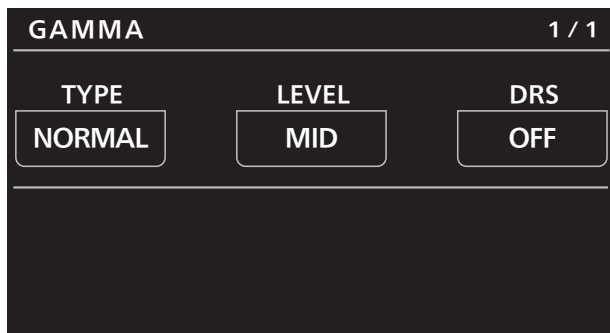 GAMMA 1 / 1
TYPE LEVEL DRS
NORMAL MID OFF